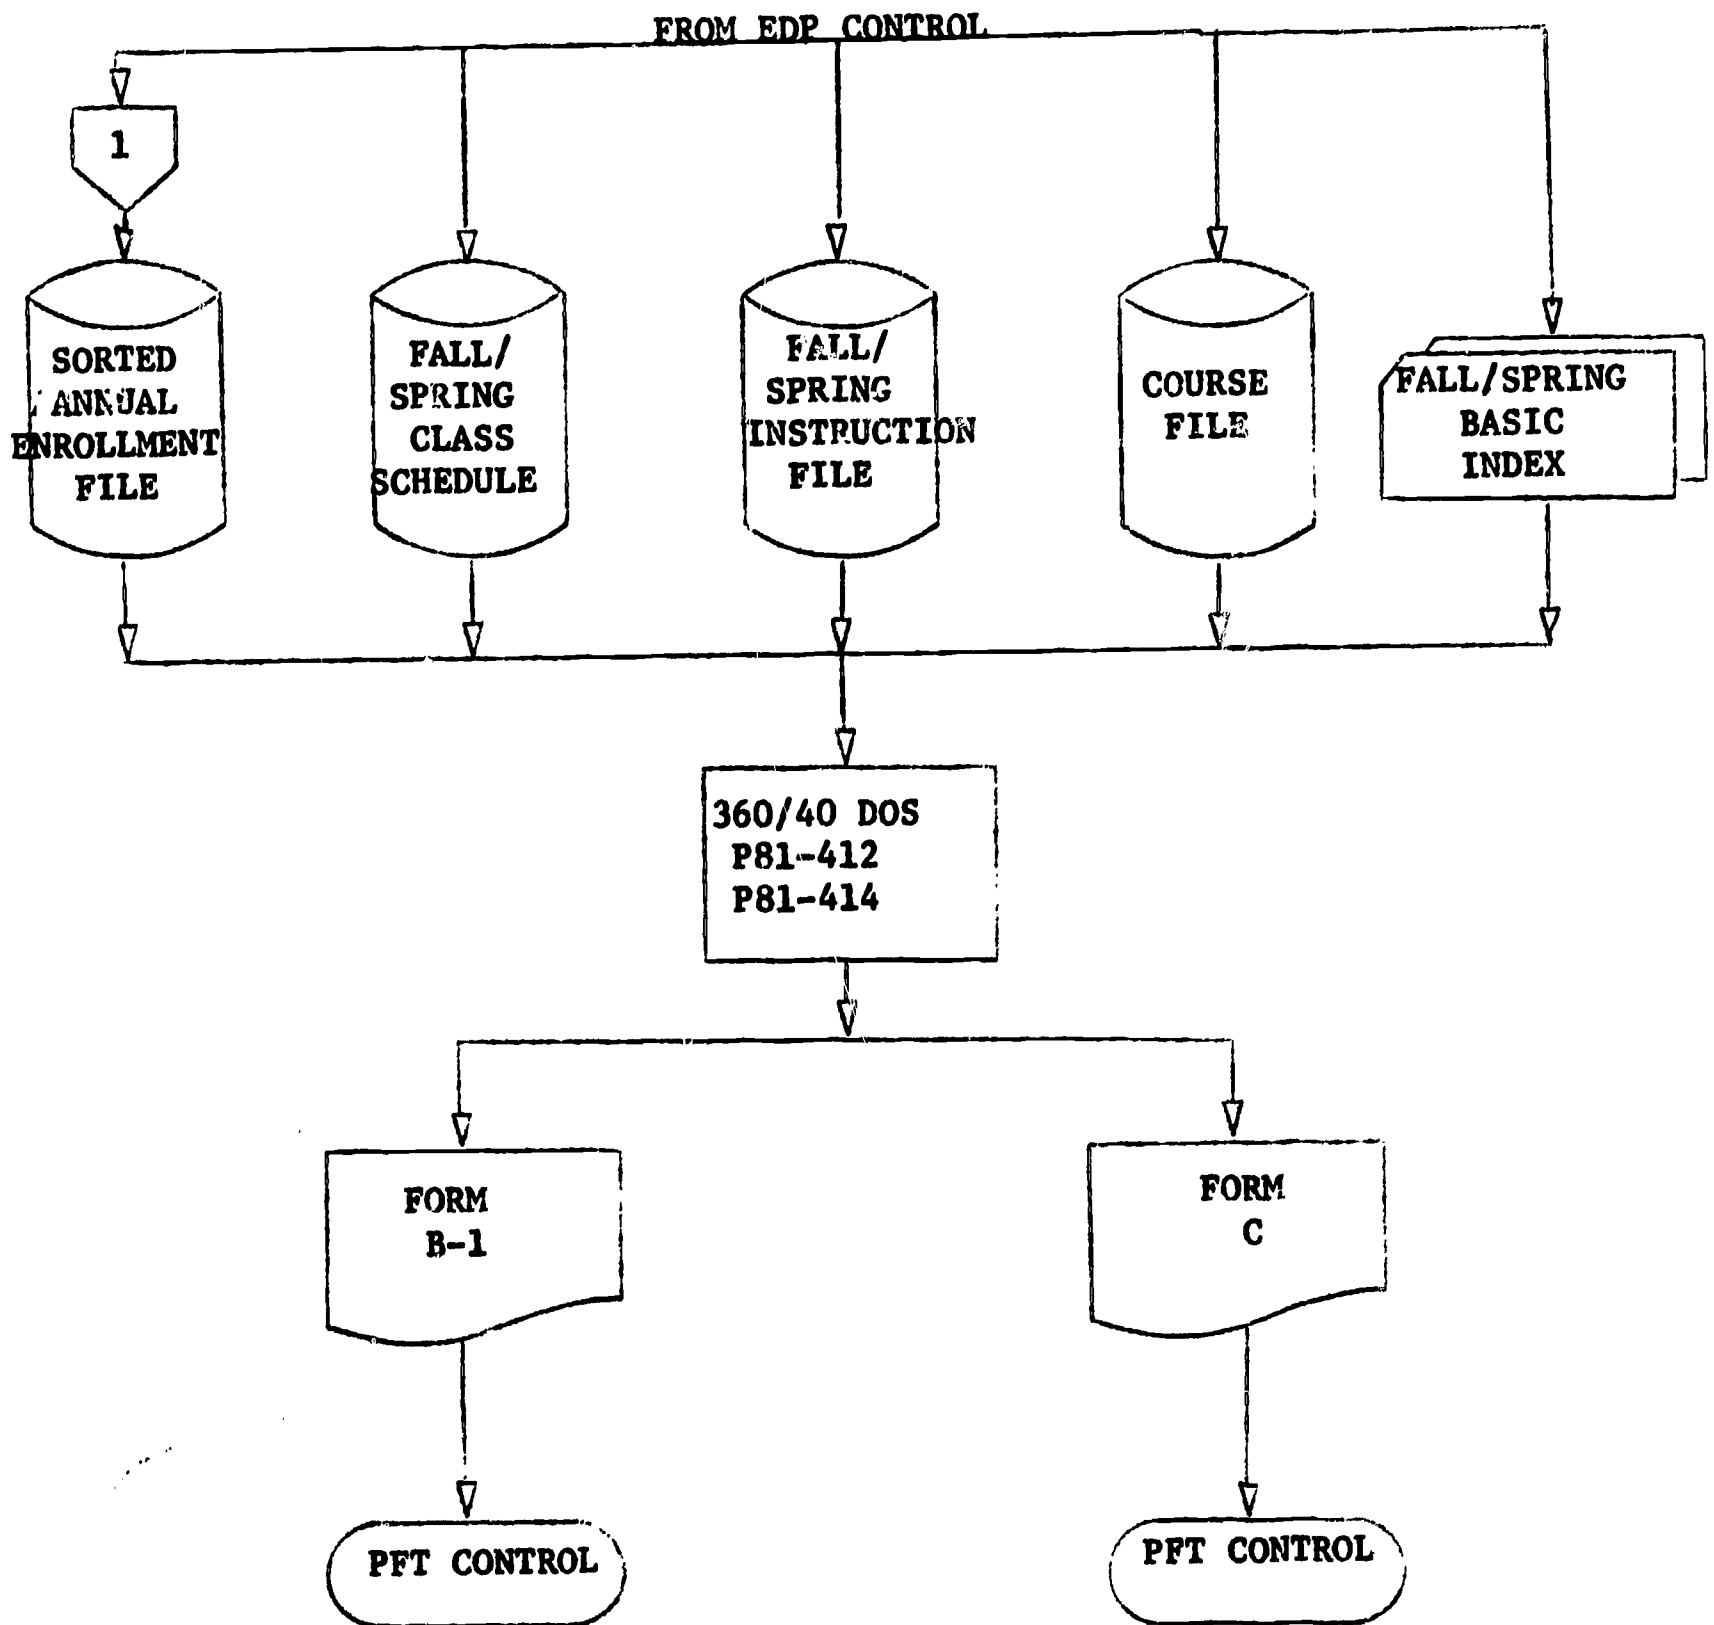 FROM EDP CONTROL
1
SORTED
ANNUAL
ENROLLMENT
FILE
FALL/
SPRING
CLASS
SCHEDULE
FALL/
SPRING
INSTRUCTION
FILE
COURSE
FILE
FALL/SPRING
BASIC
INDEX
360/40 DOS
P81-412
P81-414
FORM
B-1
FORM
C
PFT CONTROL
PFT CONTROL